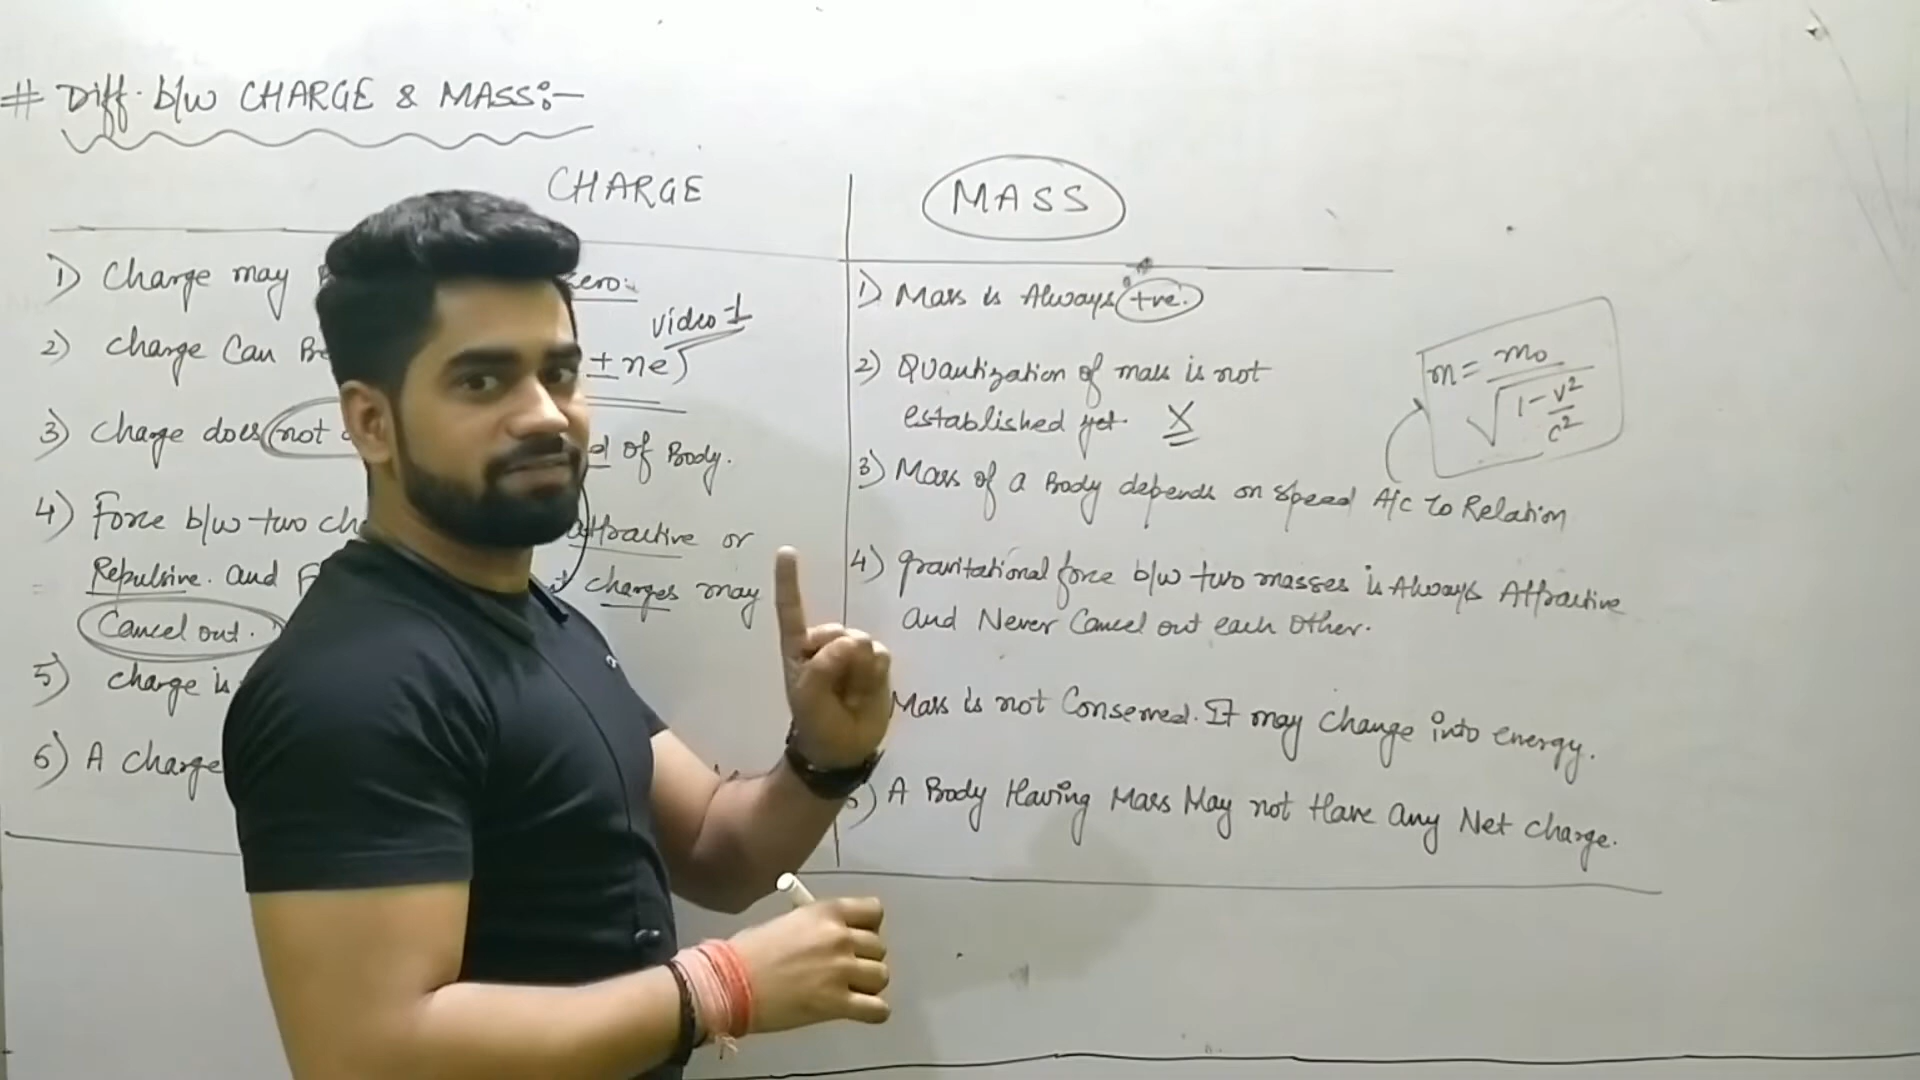 # Diff. b/w CHARGE & MASS:-
CHARGE
1) Charge may zero.
2) charge Can Be ± ne) video-1
3) charge does not of Body.
4) Force b/w two attractive or
Repulsive. and charges may
Cancel out.
5) charge is
6) A charge
MASS
1) Mass is Always +ve.
2) Quantization of mass is not
established yet. X
3) Mass of a Body depends on speed A/c to Relation
m = m₀ / √(1 - v²/c²)
4) gravitational force b/w two masses is Always Attractive
and Never Cancel out each other.
Mass is not Conserved. It may change into energy.
) A Body Having Mass May not Have any Net charge.